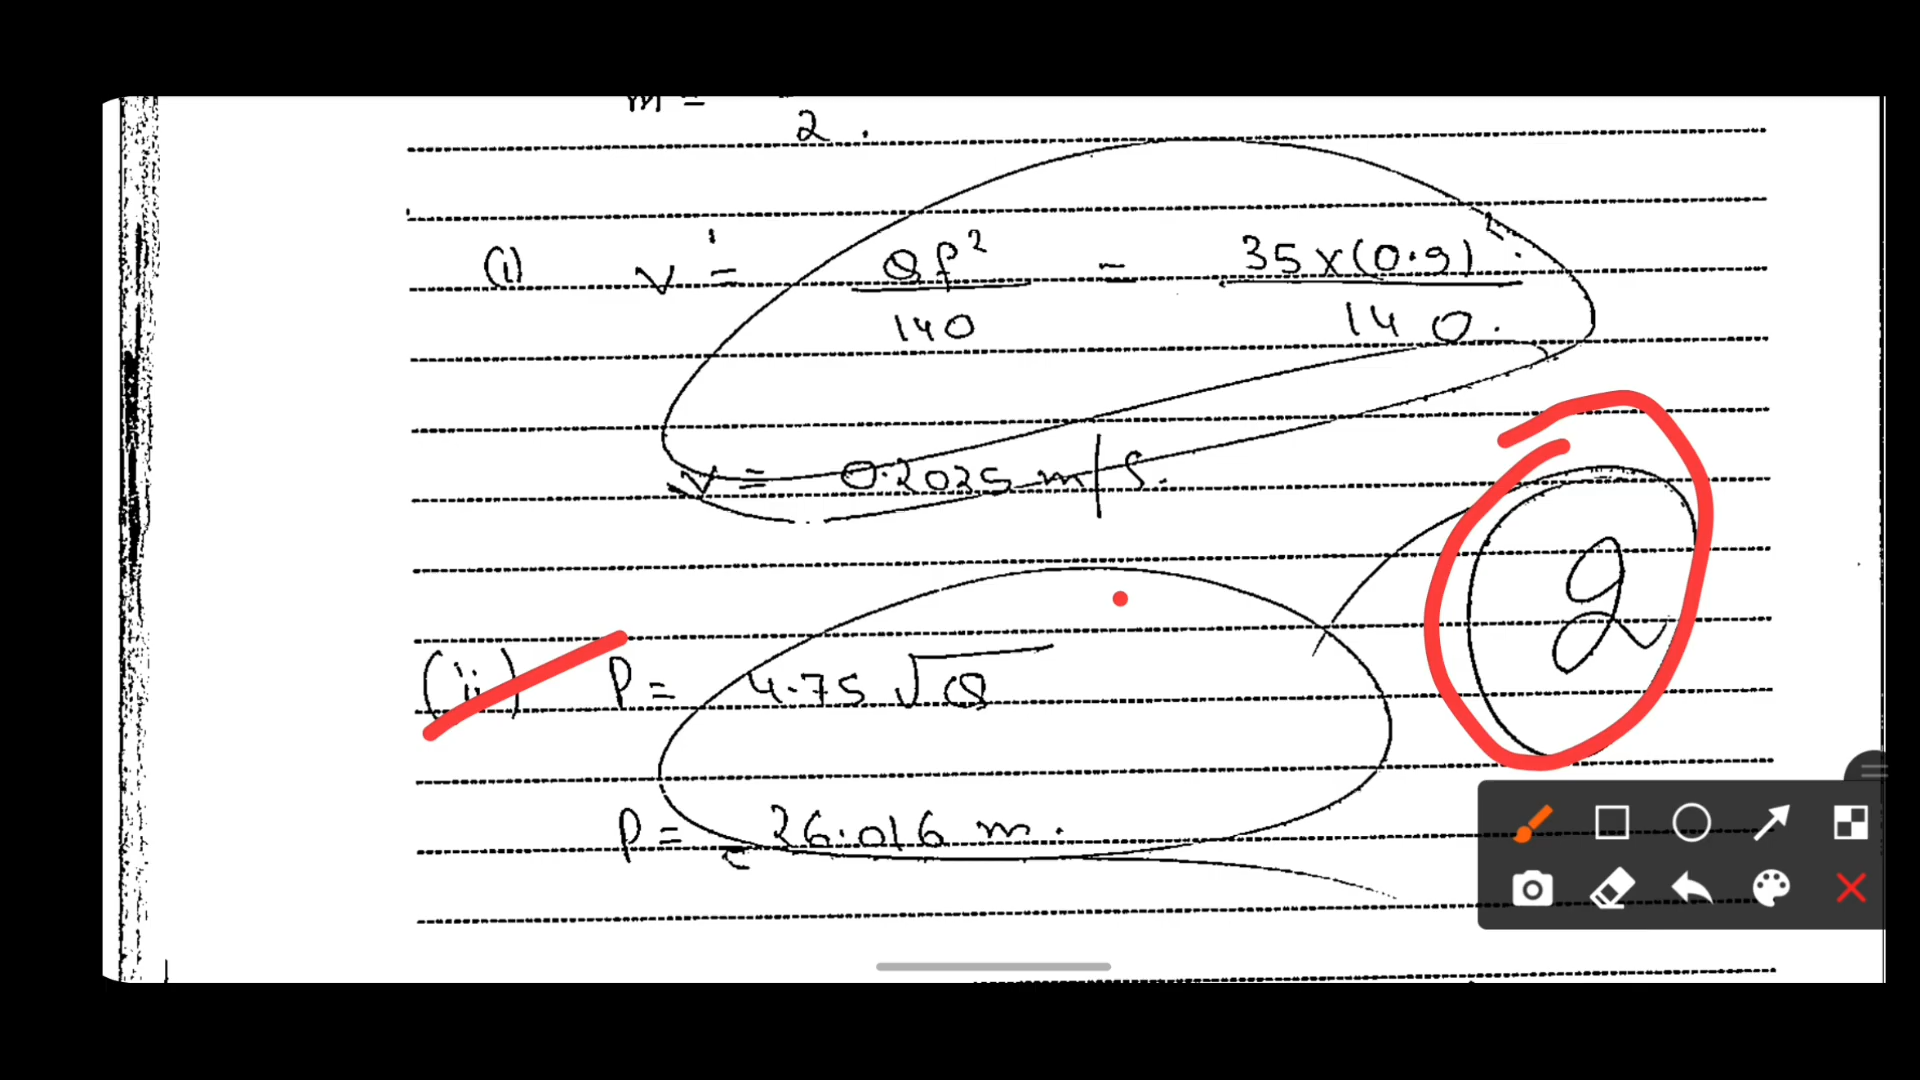 m =
2 .
(i) v = Qf² / 140 = 35 x (0.9)² / 140 .
v = 0.2025 m/s.
(ii) P = 4.75 √Q
P = 26.016 m .
2